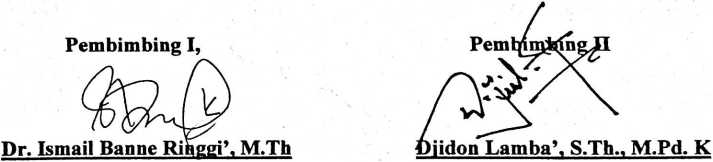 Pembimbing I,
Pembimbing II
Dr. Ismail Banne Ringgi', M.Th
Djidon Lamba', S.Th., M.Pd. K